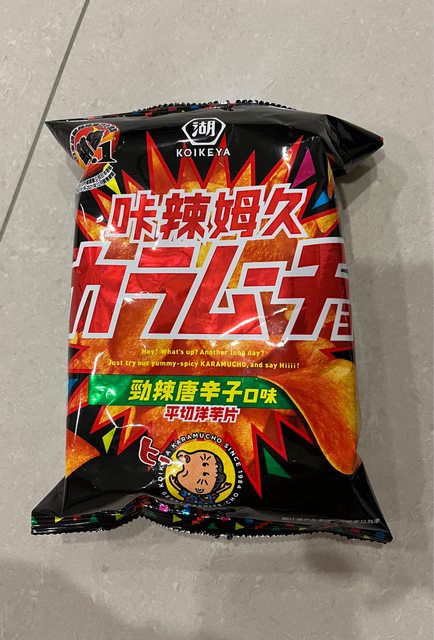 湖
KOIKEYA
咔辣姆久
カラムーチョ
Hey! What's up? Another long day?
Just try our yummy-spicy KARAMUCHO, and say Hiiii!
勁辣唐辛子口味
平切洋芋片
ヒ
KARAMUCHO SINCE 1984